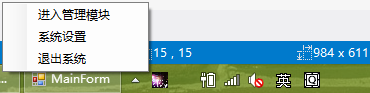 进入管理模块
系统设置
退出系统
15 , 15
984 x 611
MainForm
英
Q